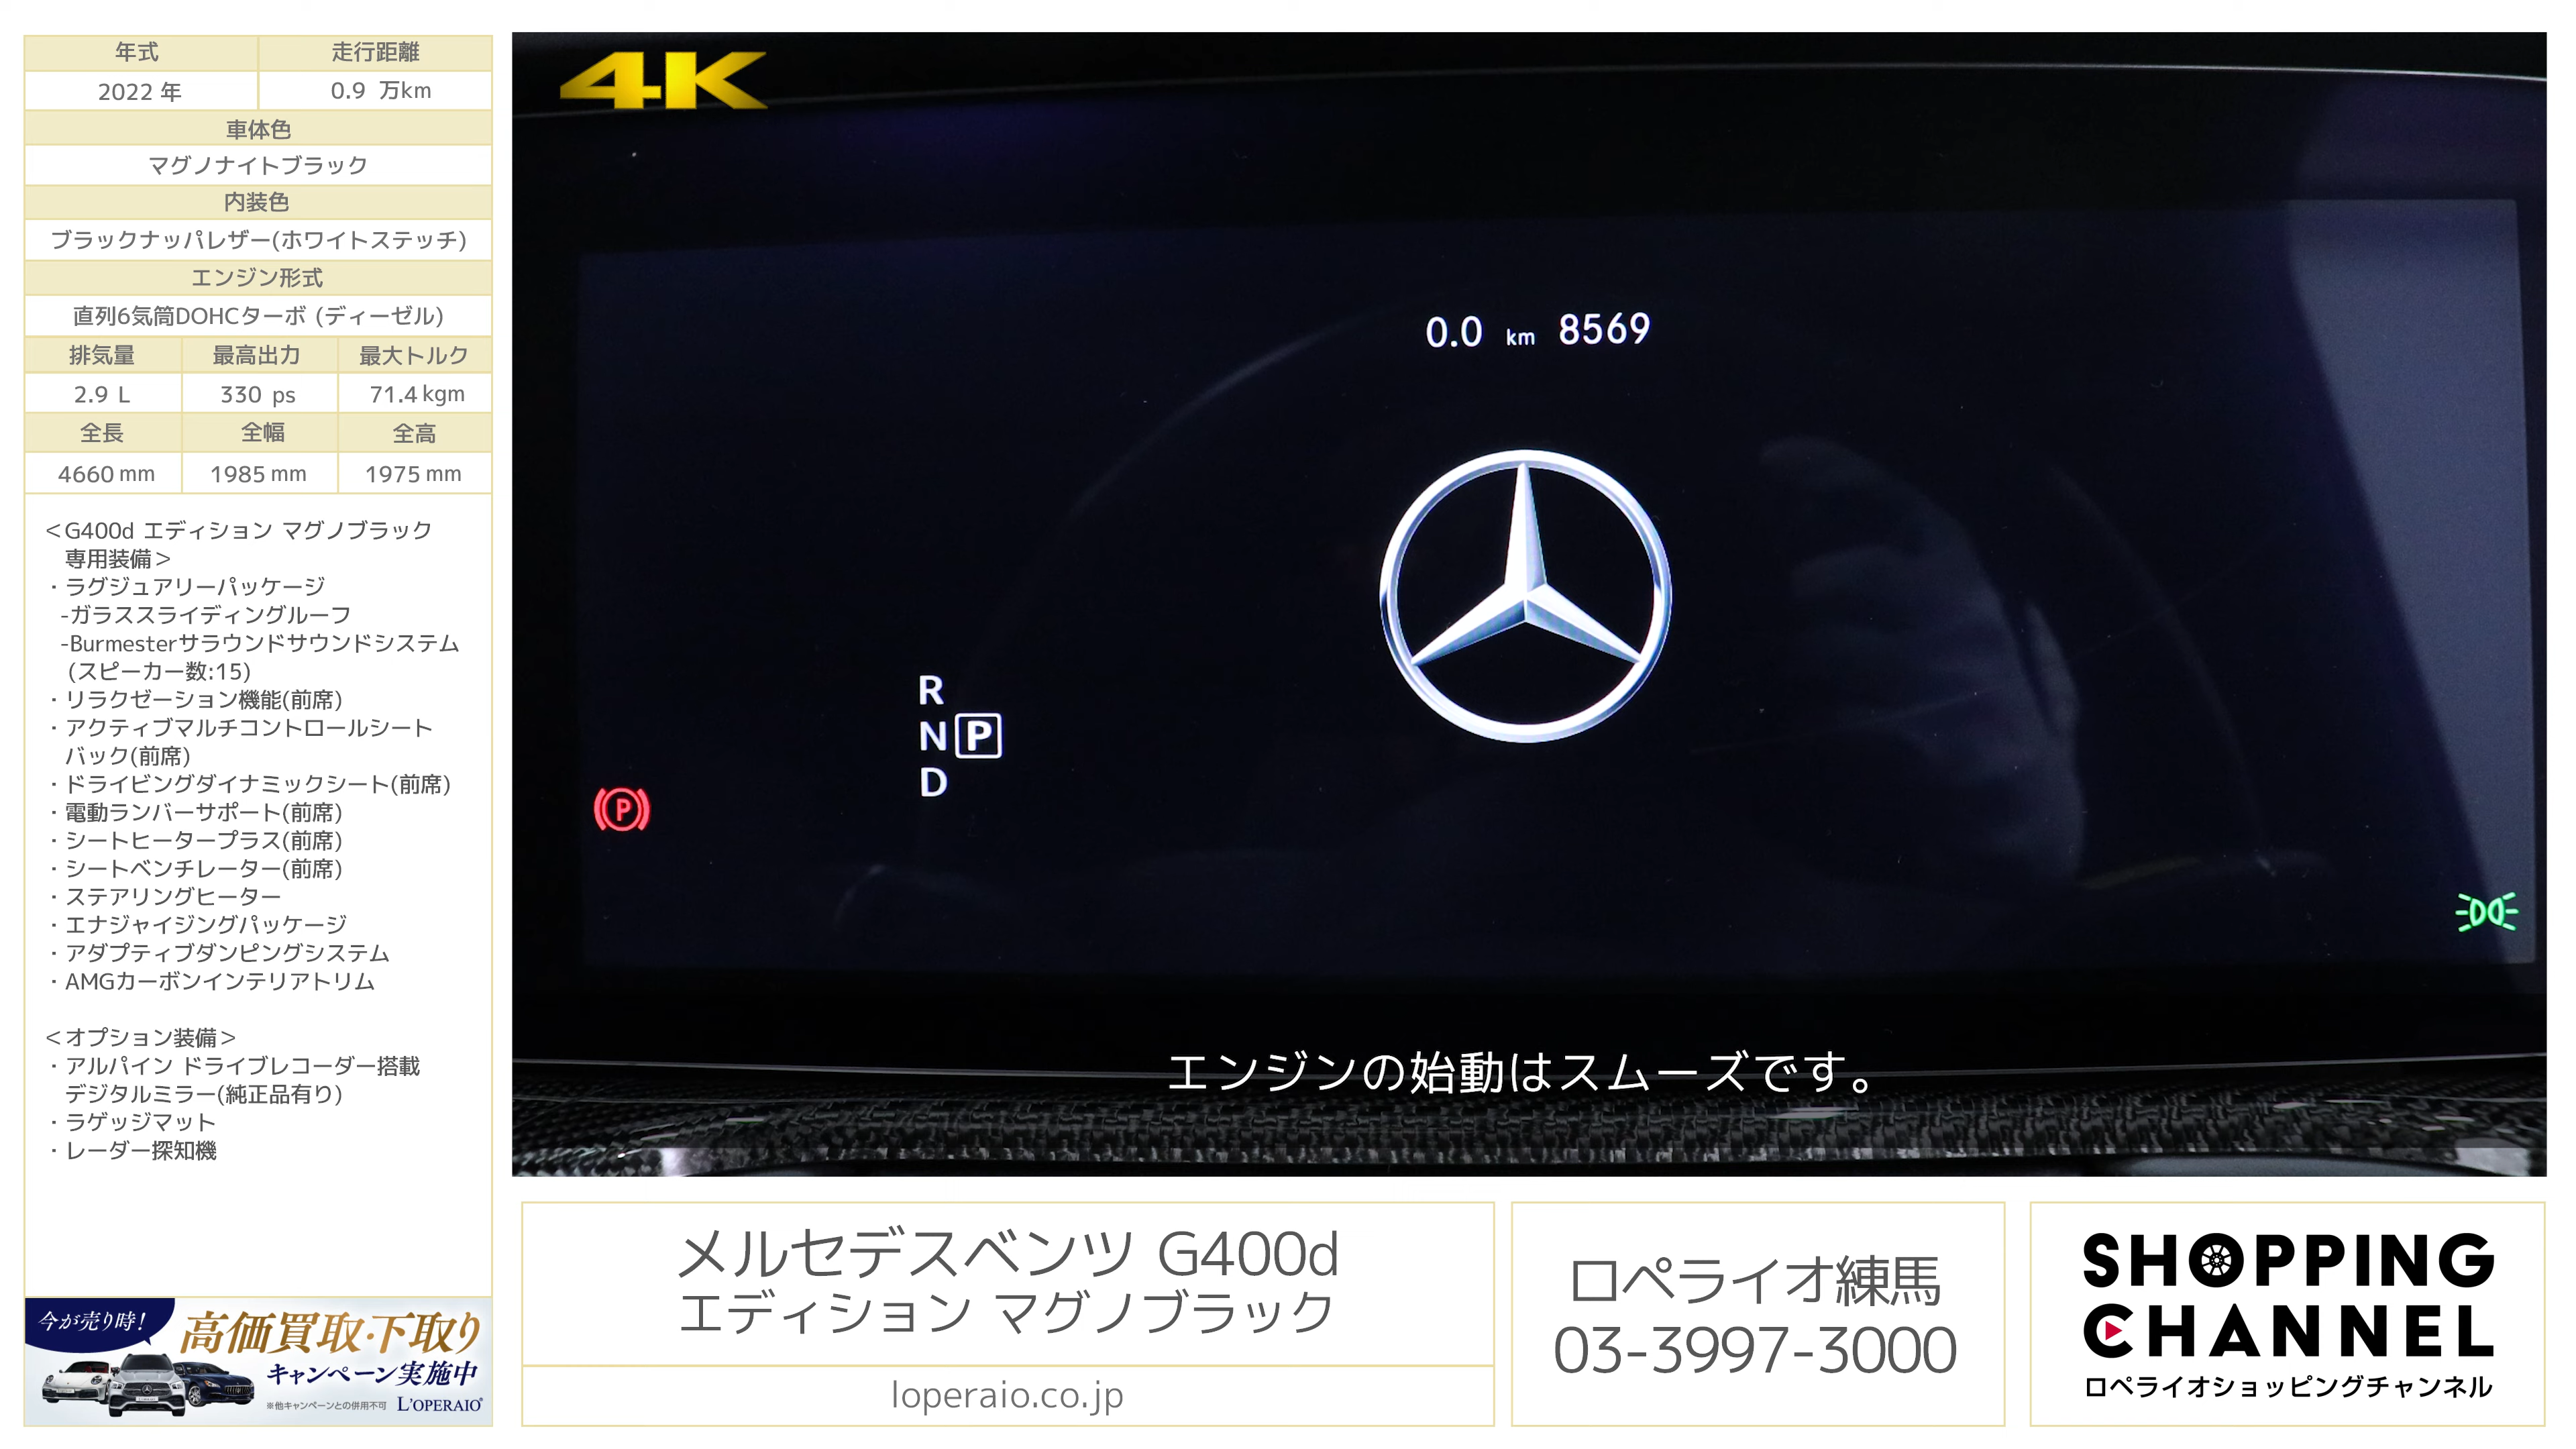 年式 走行距離
2022 年 0.9 万km
車体色
マグノナイトブラック
内装色
ブラックナッパレザー(ホワイトステッチ)
エンジン形式
直列6気筒DOHCターボ (ディーゼル)
排気量 最高出力 最大トルク
2.9 L 330 ps 71.4 kgm
全長 全幅 全高
4660 mm 1985 mm 1975 mm
＜G400d エディション マグノブラック
専用装備＞
・ラグジュアリーパッケージ
-ガラススライディングルーフ
-Burmesterサラウンドサウンドシステム
(スピーカー数:15)
・リラクゼーション機能(前席)
・アクティブマルチコントロールシート
バック(前席)
・ドライビングダイナミックシート(前席)
・電動ランバーサポート(前席)
・シートヒータープラス(前席)
・シートベンチレーター(前席)
・ステアリングヒーター
・エナジャイジングパッケージ
・アダプティブダンピングシステム
・AMGカーボンインテリアトリム
＜オプション装備＞
・アルパイン ドライブレコーダー搭載
デジタルミラー(純正品有り)
・ラゲッジマット
・レーダー探知機
今が売り時!
高価買取・下取り
キャンペーン実施中
※他キャンペーンとの併用不可 L'OPERAIO
4K
0.0 km 8569
R
N P
D
P
エンジンの始動はスムーズです。
メルセデスベンツ G400d
エディション マグノブラック
loperaio.co.jp
ロペライオ練馬
03-3997-3000
SHOPPING
CHANNEL
ロペライオショッピングチャンネル